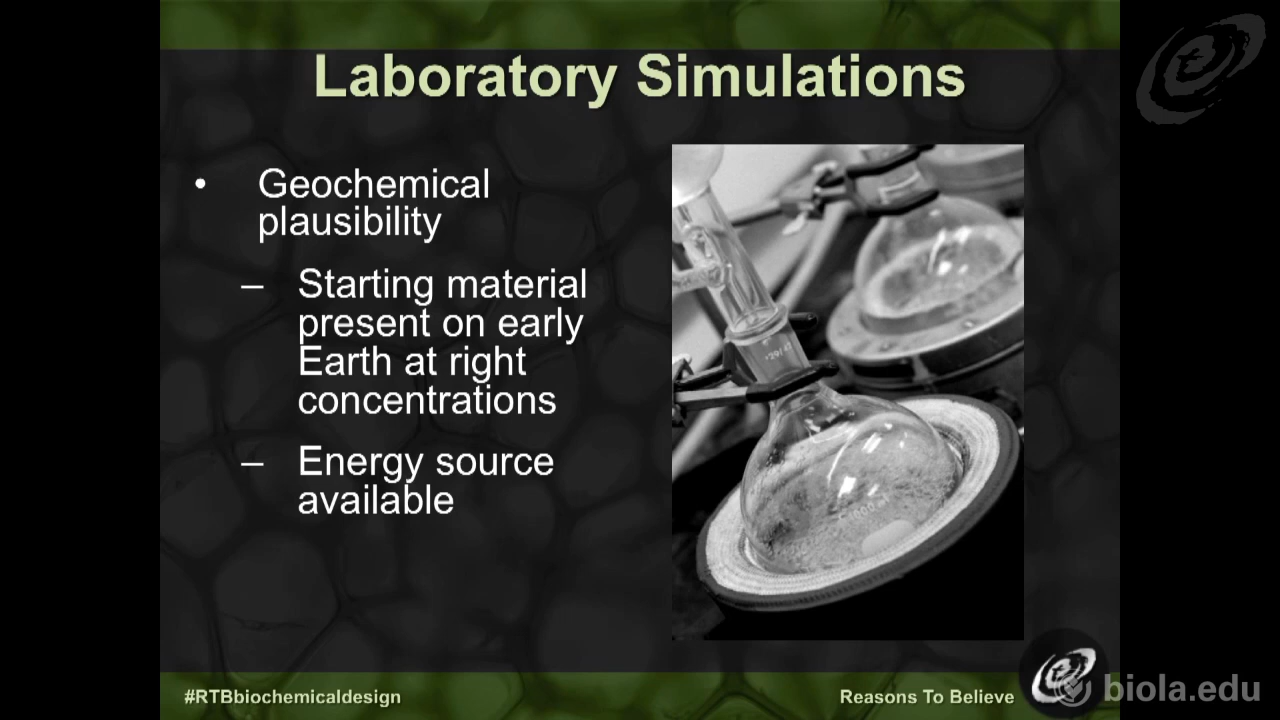 Laboratory Simulations
• Geochemical
plausibility
– Starting material
present on early
Earth at right
concentrations
– Energy source
available
#RTBbiochemicaldesign
Reasons To Believe
biola.edu